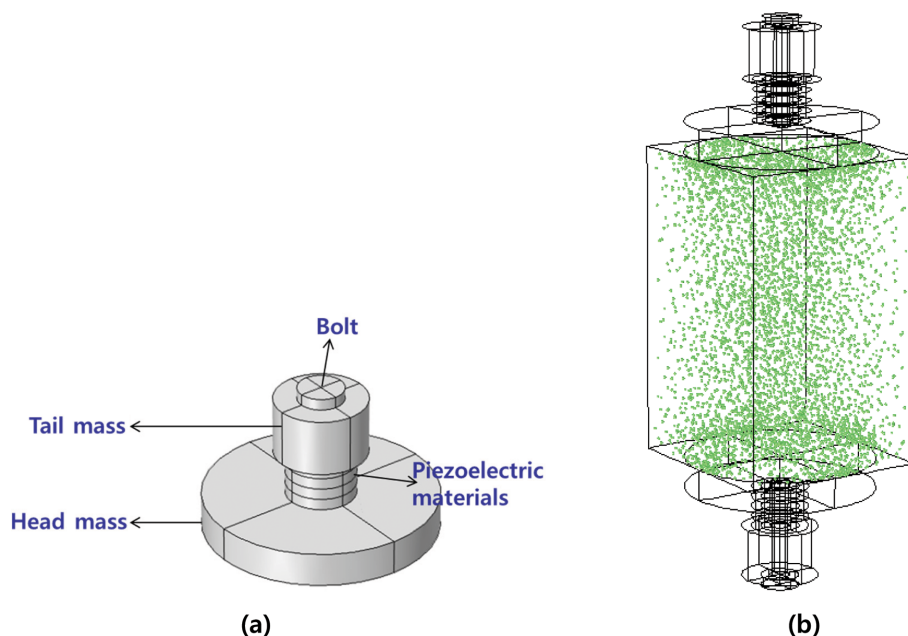 Bolt
Tail mass
Piezoelectric
materials
Head mass
(a)
(b)